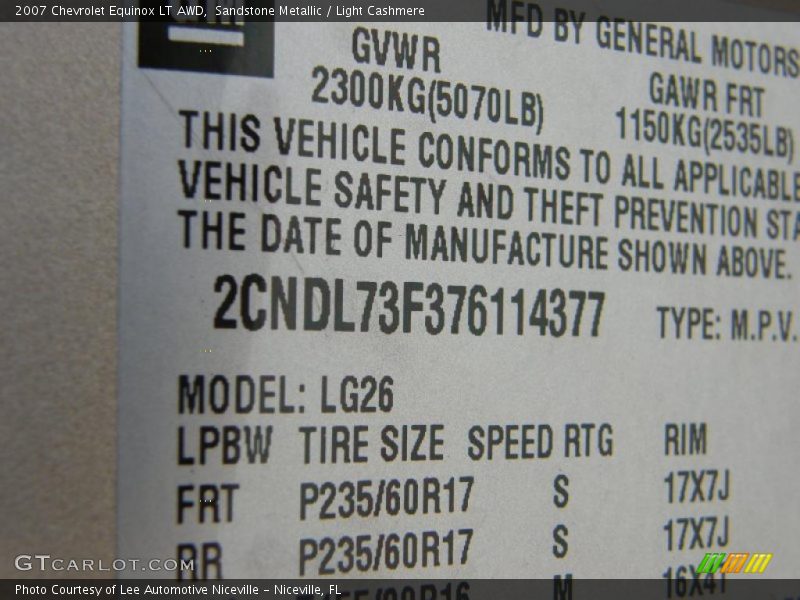 2007 Chevrolet Equinox LT AWD, Sandstone Metallic / Light Cashmere
MFD BY GENERAL MOTORS
GVWR
GAWR FRT
2300KG(5070LB)
1150KG(2535LB)
THIS VEHICLE CONFORMS TO ALL APPLICABLE
VEHICLE SAFETY AND THEFT PREVENTION STA
THE DATE OF MANUFACTURE SHOWN ABOVE.
2CNDL73F376114377 TYPE: M.P.V.
MODEL: LG26
LPBW TIRE SIZE SPEED RTG RIM
FRT P235/60R17 S 17X7J
RR P235/60R17 S 17X7J
M 16X4T
GTCARLOT.COM
Photo Courtesy of Lee Automotive Niceville – Niceville, FL